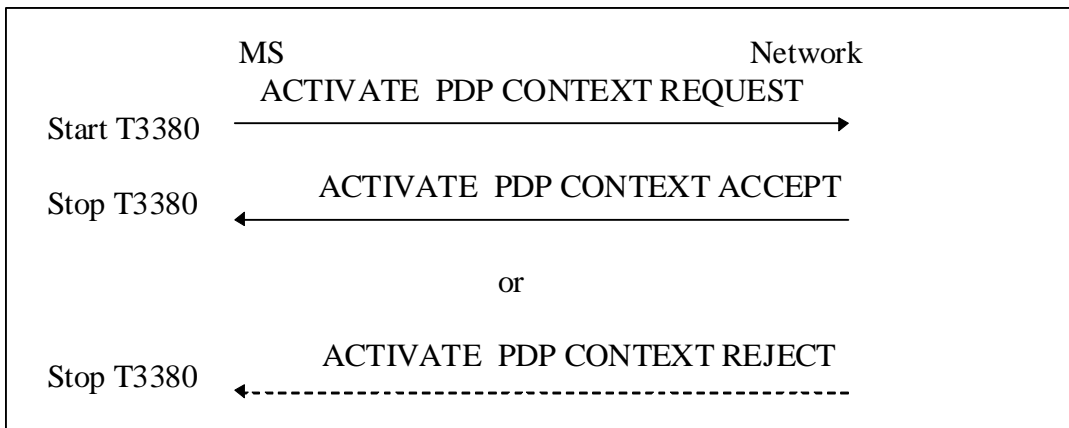 MS Network
ACTIVATE PDP CONTEXT REQUEST
Start T3380
ACTIVATE PDP CONTEXT ACCEPT
Stop T3380
or
ACTIVATE PDP CONTEXT REJECT
Stop T3380